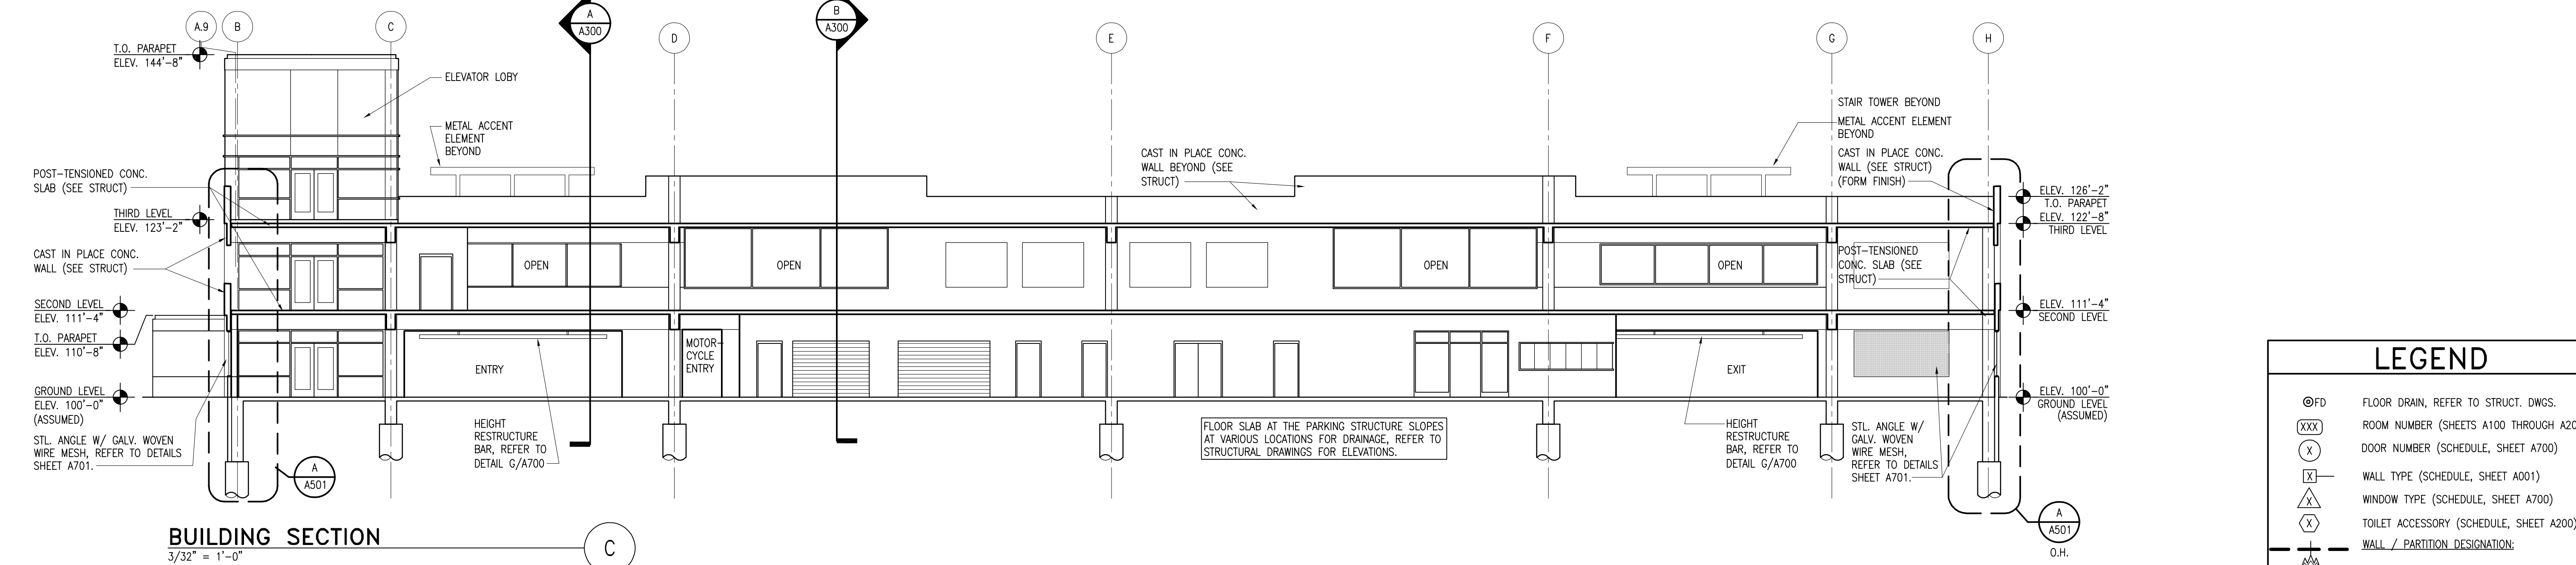 A.9
B
C
A
A300
D
B
A300
E
F
G
H
T.O. PARAPET
ELEV. 144'-8"
ELEVATOR LOBY
METAL ACCENT
ELEMENT
BEYOND
POST-TENSIONED CONC.
SLAB (SEE STRUCT)
THIRD LEVEL
ELEV. 123'-2"
CAST IN PLACE CONC.
WALL (SEE STRUCT)
SECOND LEVEL
ELEV. 111'-4"
T.O. PARAPET
ELEV. 110'-8"
GROUND LEVEL
ELEV. 100'-0"
(ASSUMED)
STL. ANGLE W/ GALV. WOVEN
WIRE MESH, REFER TO DETAILS
SHEET A701.
A
A501
OPEN
OPEN
OPEN
OPEN
ENTRY
MOTOR-
CYCLE
ENTRY
EXIT
HEIGHT
RESTRUCTURE
BAR, REFER TO
DETAIL G/A700
CAST IN PLACE CONC.
WALL BEYOND (SEE
STRUCT)
FLOOR SLAB AT THE PARKING STRUCTURE SLOPES
AT VARIOUS LOCATIONS FOR DRAINAGE, REFER TO
STRUCTURAL DRAWINGS FOR ELEVATIONS.
HEIGHT
RESTRUCTURE
BAR, REFER TO
DETAIL G/A700
STAIR TOWER BEYOND
METAL ACCENT ELEMENT
BEYOND
CAST IN PLACE CONC.
WALL (SEE STRUCT)
(FORM FINISH)
POST-TENSIONED
CONC. SLAB (SEE
STRUCT)
STL. ANGLE W/
GALV. WOVEN
WIRE MESH,
REFER TO DETAILS
SHEET A701.
ELEV. 126'-2"
T.O. PARAPET
ELEV. 122'-8"
THIRD LEVEL
ELEV. 111'-4"
SECOND LEVEL
ELEV. 100'-0"
GROUND LEVEL
(ASSUMED)
A
A501
O.H.
BUILDING SECTION
3/32" = 1'-0"
C
LEGEND
FD FLOOR DRAIN, REFER TO STRUCT. DWGS.
XXX ROOM NUMBER (SHEETS A100 THROUGH A20
X DOOR NUMBER (SCHEDULE, SHEET A700)
X WALL TYPE (SCHEDULE, SHEET A001)
X WINDOW TYPE (SCHEDULE, SHEET A700)
X TOILET ACCESSORY (SCHEDULE, SHEET A200)
WALL / PARTITION DESIGNATION: